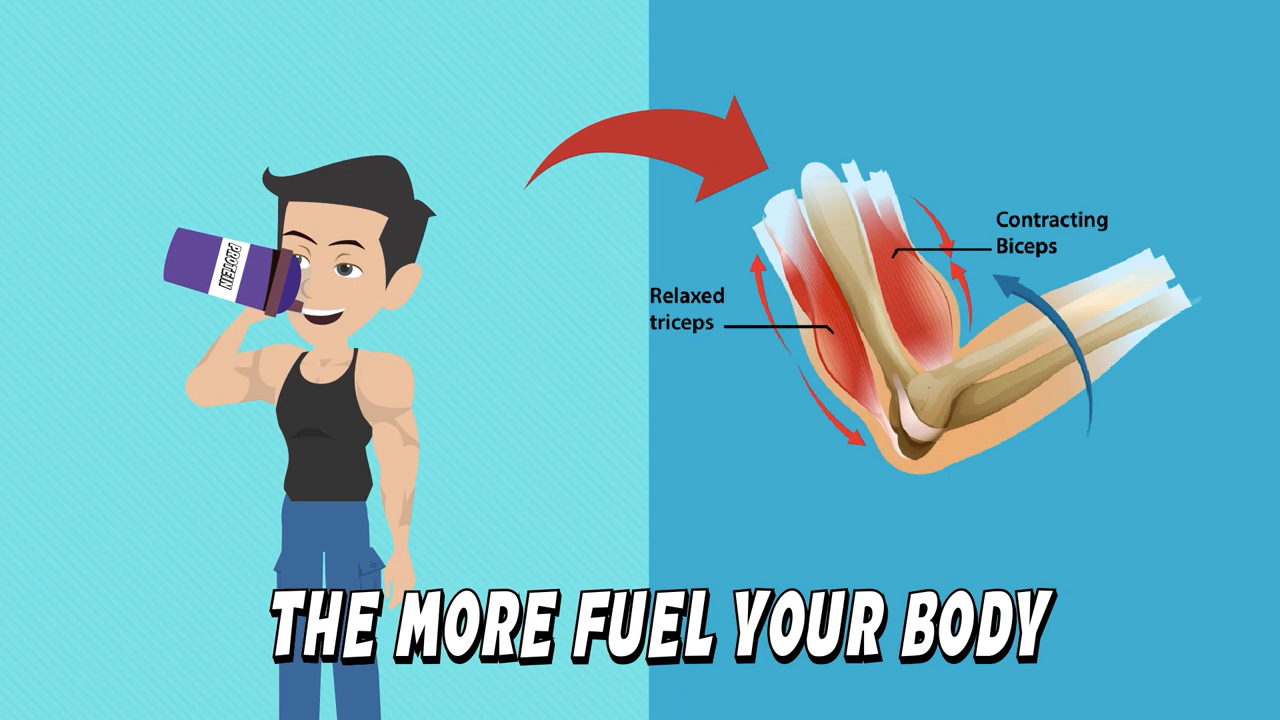 PROTEIN
Contracting
Biceps
Relaxed
triceps
THE MORE FUEL YOUR BODY